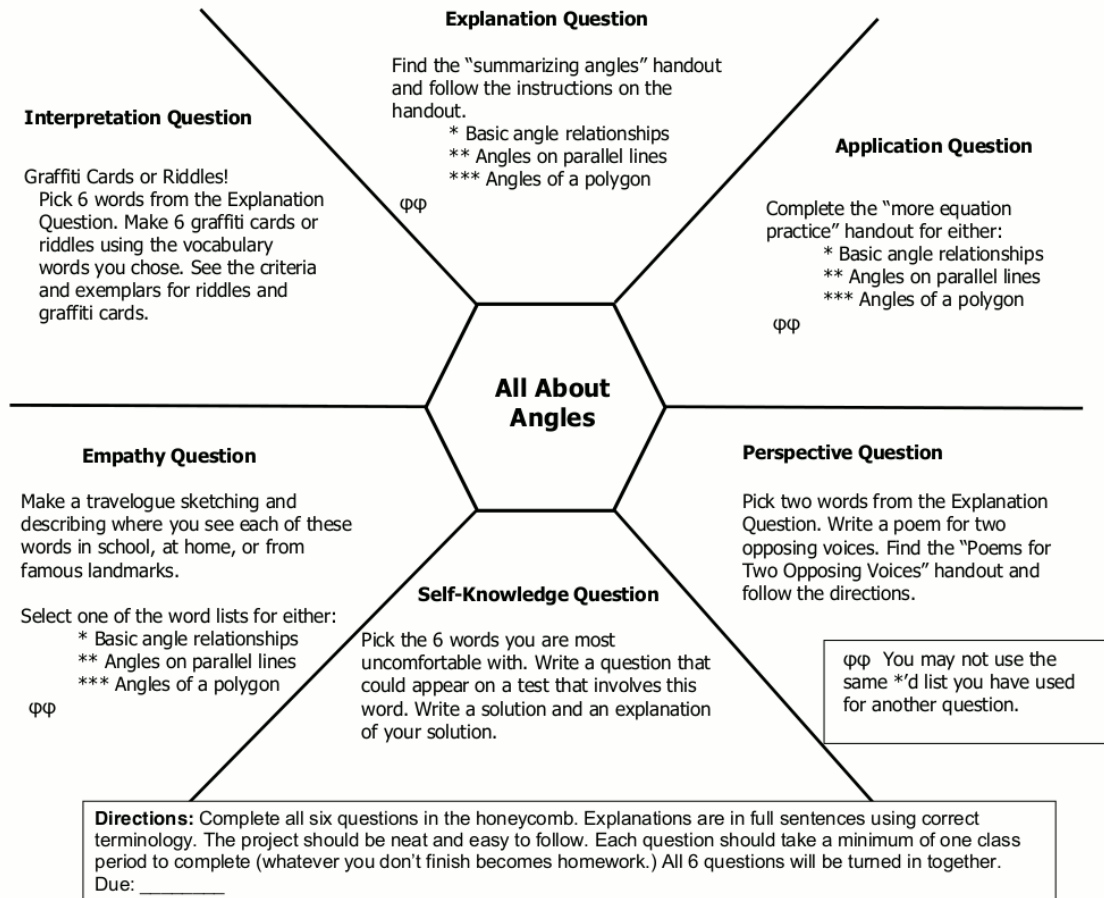 Explanation Question
Find the “summarizing angles” handout
and follow the instructions on the
handout.
* Basic angle relationships
** Angles on parallel lines
*** Angles of a polygon
φφ
Interpretation Question
Graffiti Cards or Riddles!
Pick 6 words from the Explanation
Question. Make 6 graffiti cards or
riddles using the vocabulary
words you chose. See the criteria
and exemplars for riddles and
graffiti cards.
Application Question
Complete the “more equation
practice” handout for either:
* Basic angle relationships
** Angles on parallel lines
*** Angles of a polygon
φφ
All About
Angles
Empathy Question
Make a travelogue sketching and
describing where you see each of these
words in school, at home, or from
famous landmarks.
Select one of the word lists for either:
* Basic angle relationships
** Angles on parallel lines
*** Angles of a polygon
φφ
Self-Knowledge Question
Pick the 6 words you are most
uncomfortable with. Write a question that
could appear on a test that involves this
word. Write a solution and an explanation
of your solution.
Perspective Question
Pick two words from the Explanation
Question. Write a poem for two
opposing voices. Find the “Poems for
Two Opposing Voices” handout and
follow the directions.
φφ You may not use the
same *’d list you have used
for another question.
Directions: Complete all six questions in the honeycomb. Explanations are in full sentences using correct
terminology. The project should be neat and easy to follow. Each question should take a minimum of one class
period to complete (whatever you don’t finish becomes homework.) All 6 questions will be turned in together.
Due: ________